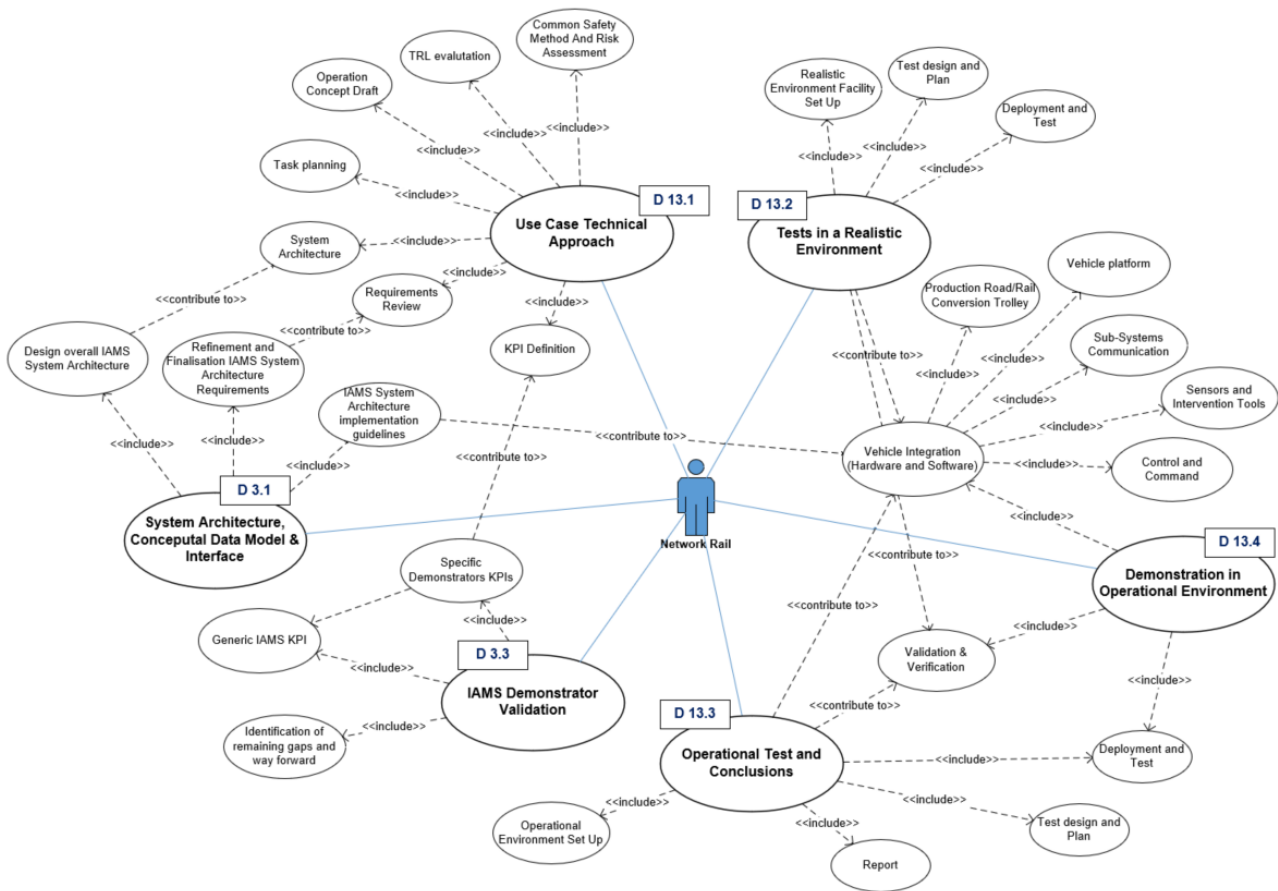 Common Safety
Method And Risk
Assessment
TRL evalutation
Operation
Concept Draft
Task planning
System
Architecture
Requirements
Review
KPI Definition
<<include>>
<<include>>
<<include>>
<<include>>
<<include>>
<<include>>
<<include>>
D 13.1
Use Case Technical
Approach
Realistic
Environment Facility
Set Up
Test design and
Plan
Deployment and
Test
<<include>>
<<include>>
<<include>>
D 13.2
Tests in a Realistic
Environment
<<contribute to>>
<<contribute to>>
Design overall IAMS
System Architecture
Refinement and
Finalisation IAMS System
Architecture
Requirements
IAMS System
Architecture
implementation
guidelines
<<include>>
<<include>>
<<include>>
D 3.1
System Architecture,
Conceputal Data Model &
Interface
<<contribute to>>
<<contribute to>>
<<contribute to>>
Production Road/Rail
Conversion Trolley
Vehicle platform
Sub-Systems
Communication
Sensors and
Intervention Tools
Control and
Command
<<include>>
<<include>>
<<include>>
<<include>>
<<include>>
Vehicle Integration
(Hardware and Software)
Network Rail
<<contribute to>>
<<contribute to>>
<<include>>
D 13.4
Demonstration in
Operational Environment
<<include>>
<<include>>
Validation &
Verification
<<contribute to>>
Specific
Demonstrators KPIs
Generic IAMS KPI
Identification of
remaining gaps and
way forward
<<include>>
<<include>>
<<include>>
D 3.3
IAMS Demonstrator
Validation
D 13.3
Operational Test and
Conclusions
<<include>>
<<include>>
<<include>>
<<include>>
Deployment and
Test
Operational
Environment Set Up
Report
Test design and
Plan